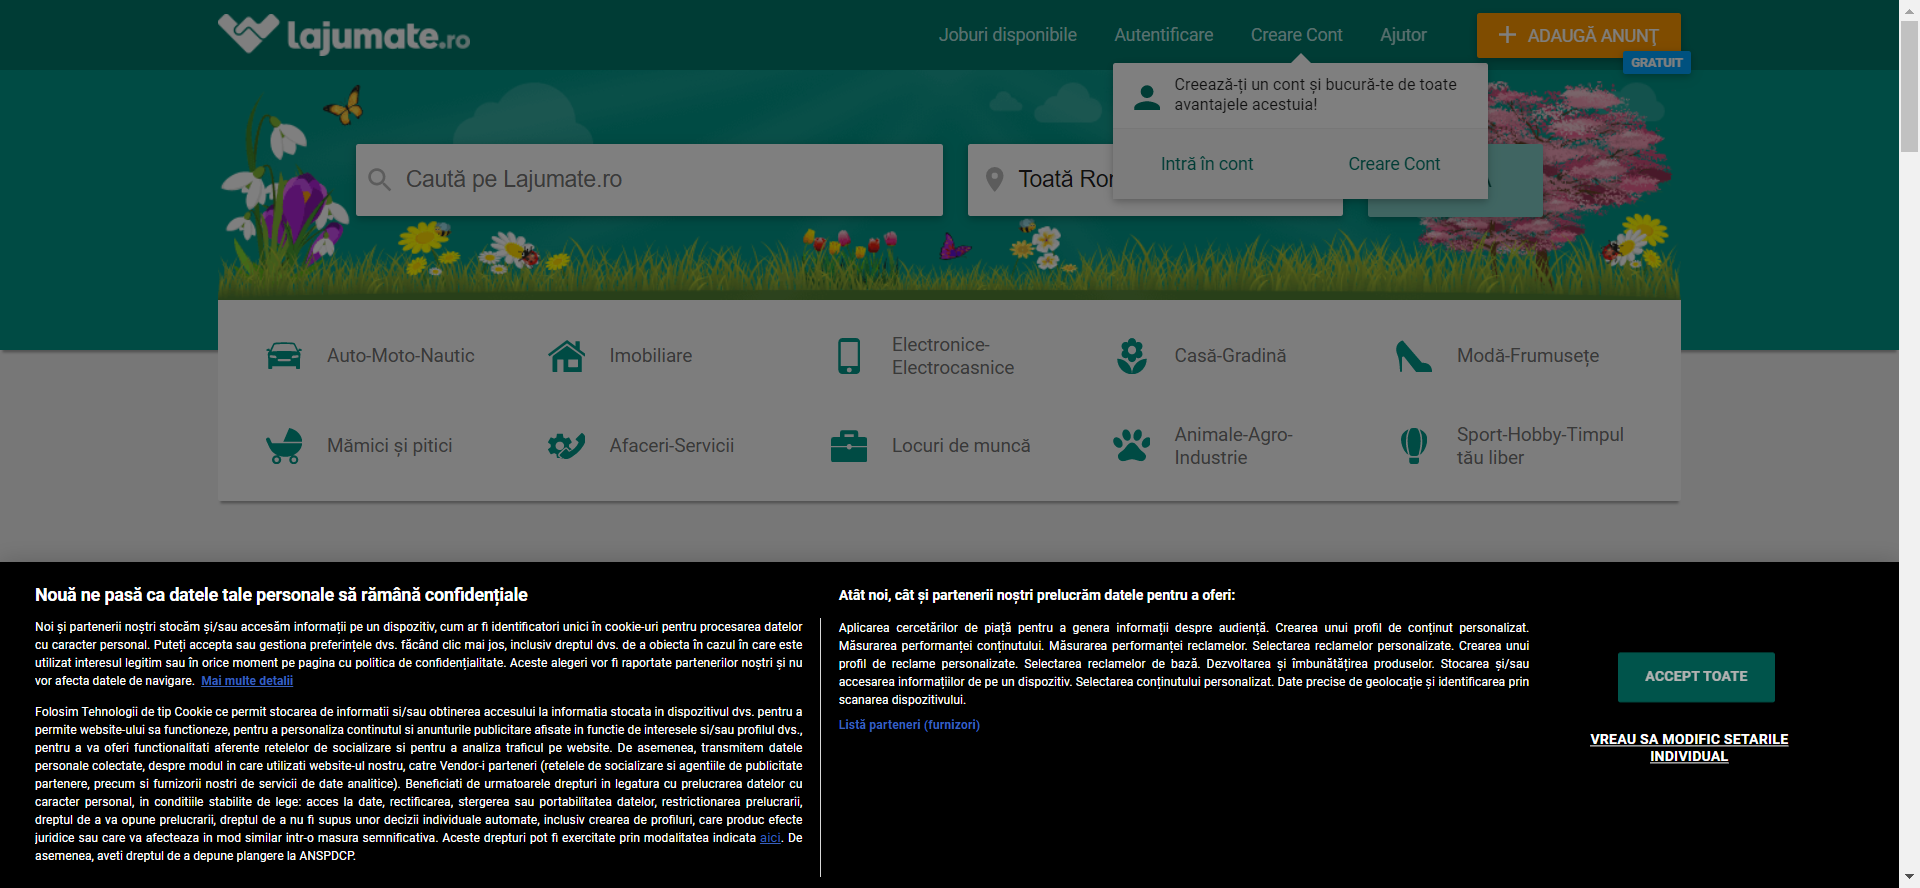 Lajumate.ro
Joburi disponibile
Autentificare
Creare Cont
Ajutor
+ ADAUGĂ ANUNŢ
GRATUIT
Creează-ți un cont și bucură-te de toate
avantajele acestuia!
Intră în cont
Creare Cont
Caută pe Lajumate.ro
Toată
Auto-Moto-Nautic
Imobiliare
Electronice-
Electrocasnice
Casă-Gradină
Modă-Frumusețe
Mămici și pitici
Afaceri-Servicii
Locuri de muncă
Animale-Agro-
Industrie
Sport-Hobby-Timpul
tău liber
Nouă ne pasă ca datele tale personale să rămână confidențiale
Noi și partenerii noștri stocăm și/sau accesăm informații pe un dispozitiv, cum ar fi identificatori unici în cookie-uri pentru procesarea datelor
cu caracter personal. Puteți accepta sau gestiona preferințele dvs. făcând clic mai jos, inclusiv dreptul dvs. de a obiecta în cazul în care este
utilizat interesul legitim sau în orice moment pe pagina cu politica de confidențialitate. Aceste alegeri vor fi raportate partenerilor noștri și nu
vor afecta datele de navigare. Mai multe detalii
Folosim Tehnologii de tip Cookie ce permit stocarea de informatii si/sau obtinerea accesului la informatia stocata in dispozitivul dvs. pentru a
permite website-ului sa functioneze, pentru a personaliza continutul si anunturile publicitare afisate in functie de interesele si/sau profilul dvs.,
pentru a va oferi functionalitati aferente retelelor de socializare si pentru a analiza traficul pe website. De asemenea, transmitem datele
personale colectate, despre modul in care utilizati website-ul nostru, catre Vendor-i parteneri (retelele de socializare si agentiile de publicitate
partenere, precum si furnizorii nostri de servicii de date analitice). Beneficiati de urmatoarele drepturi in legatura cu prelucrarea datelor cu
caracter personal, in conditiile stabilite de lege: acces la date, rectificarea, stergerea sau portabilitatea datelor, restrictionarea prelucrarii,
dreptul de a va opune prelucrarii, dreptul de a nu fi supus unor decizii individuale automate, inclusiv crearea de profiluri, care produc efecte
juridice sau care va afecteaza in mod similar intr-o masura semnificativa. Aceste drepturi pot fi exercitate prin modalitatea indicata aici. De
asemenea, aveti dreptul de a depune plangere la ANSPDCP.
Atât noi, cât și partenerii noștri prelucrăm datele pentru a oferi:
Aplicarea cercetărilor de piață pentru a genera informații despre audiență. Crearea unui profil de conținut personalizat.
Măsurarea performanței conținutului. Măsurarea performanței reclamelor. Selectarea reclamelor personalizate. Crearea unui
profil de reclame personalizate. Selectarea reclamelor de bază. Dezvoltarea și îmbunătățirea produselor. Stocarea și/sau
accesarea informațiilor de pe un dispozitiv. Selectarea conținutului personalizat. Date precise de geolocație și identificarea prin
scanarea dispozitivului.
Listă parteneri (furnizori)
ACCEPT TOATE
VREAU SA MODIFIC SETARILE
INDIVIDUAL